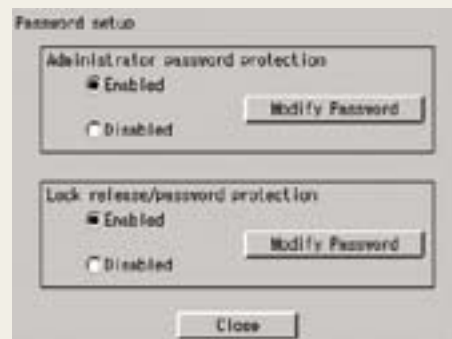 Password setup
Administrator password protection
Enabled
Modify Password
Disabled
Lock release/password protection
Enabled
Modify Password
Disabled
Close